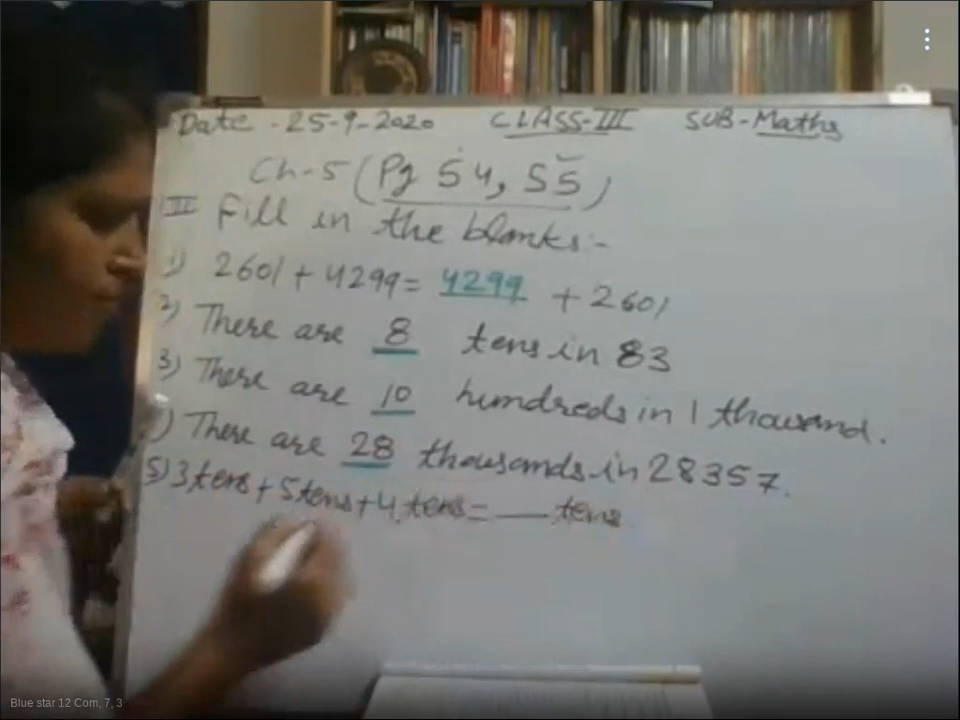 Date - 25-9-2020 CLASS-III SUB-Maths
Ch-5 (Pg 54, 55)
III Fill in the blanks:-
1) 2601 + 4299 = 4299 + 2601
2) There are 8 tens in 83
3) There are 10 hundreds in 1 thousand.
) There are 28 thousands in 28357.
5) 3 tens + 5 tens + 4 tens = __ tens
Blue star 12 Com, 7, 3